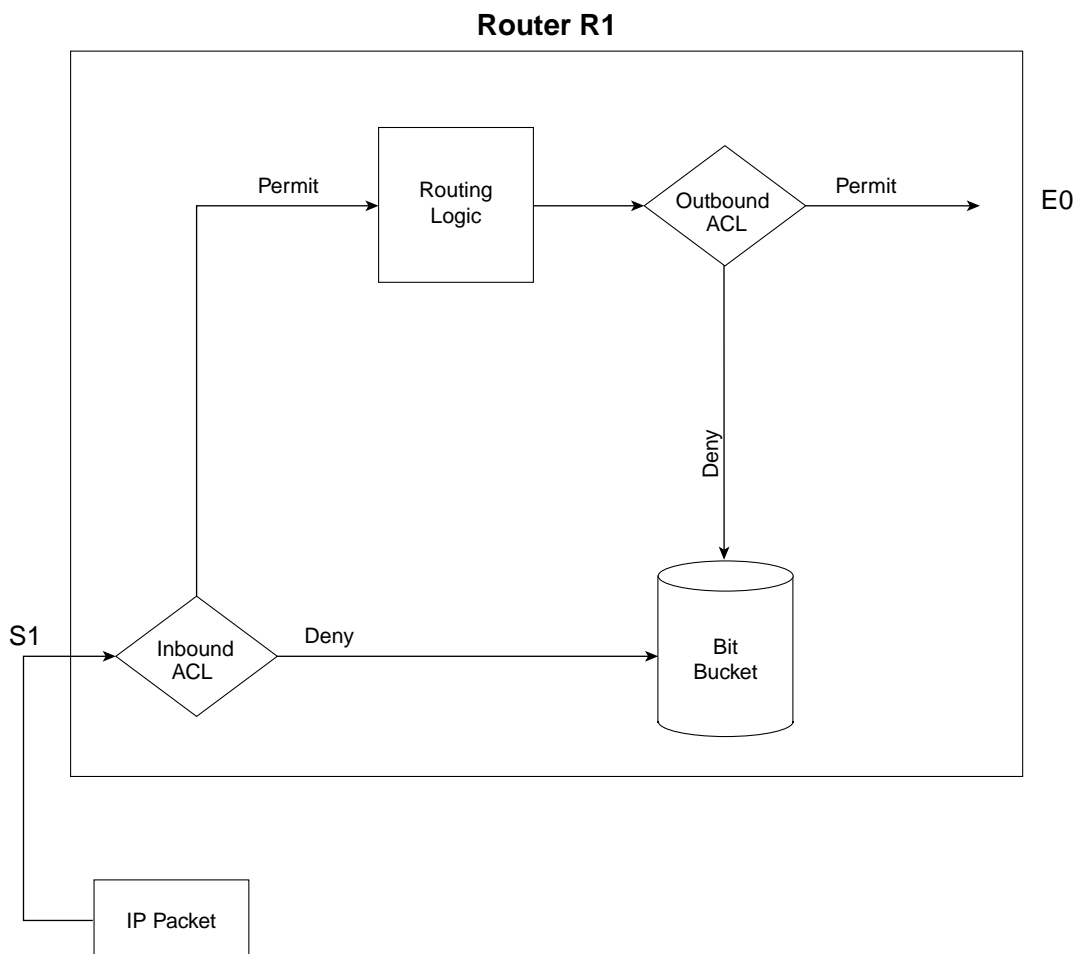 Router R1
Permit
Routing
Logic
Outbound
ACL
Permit
E0
Deny
S1
Inbound
ACL
Deny
Bit
Bucket
IP Packet